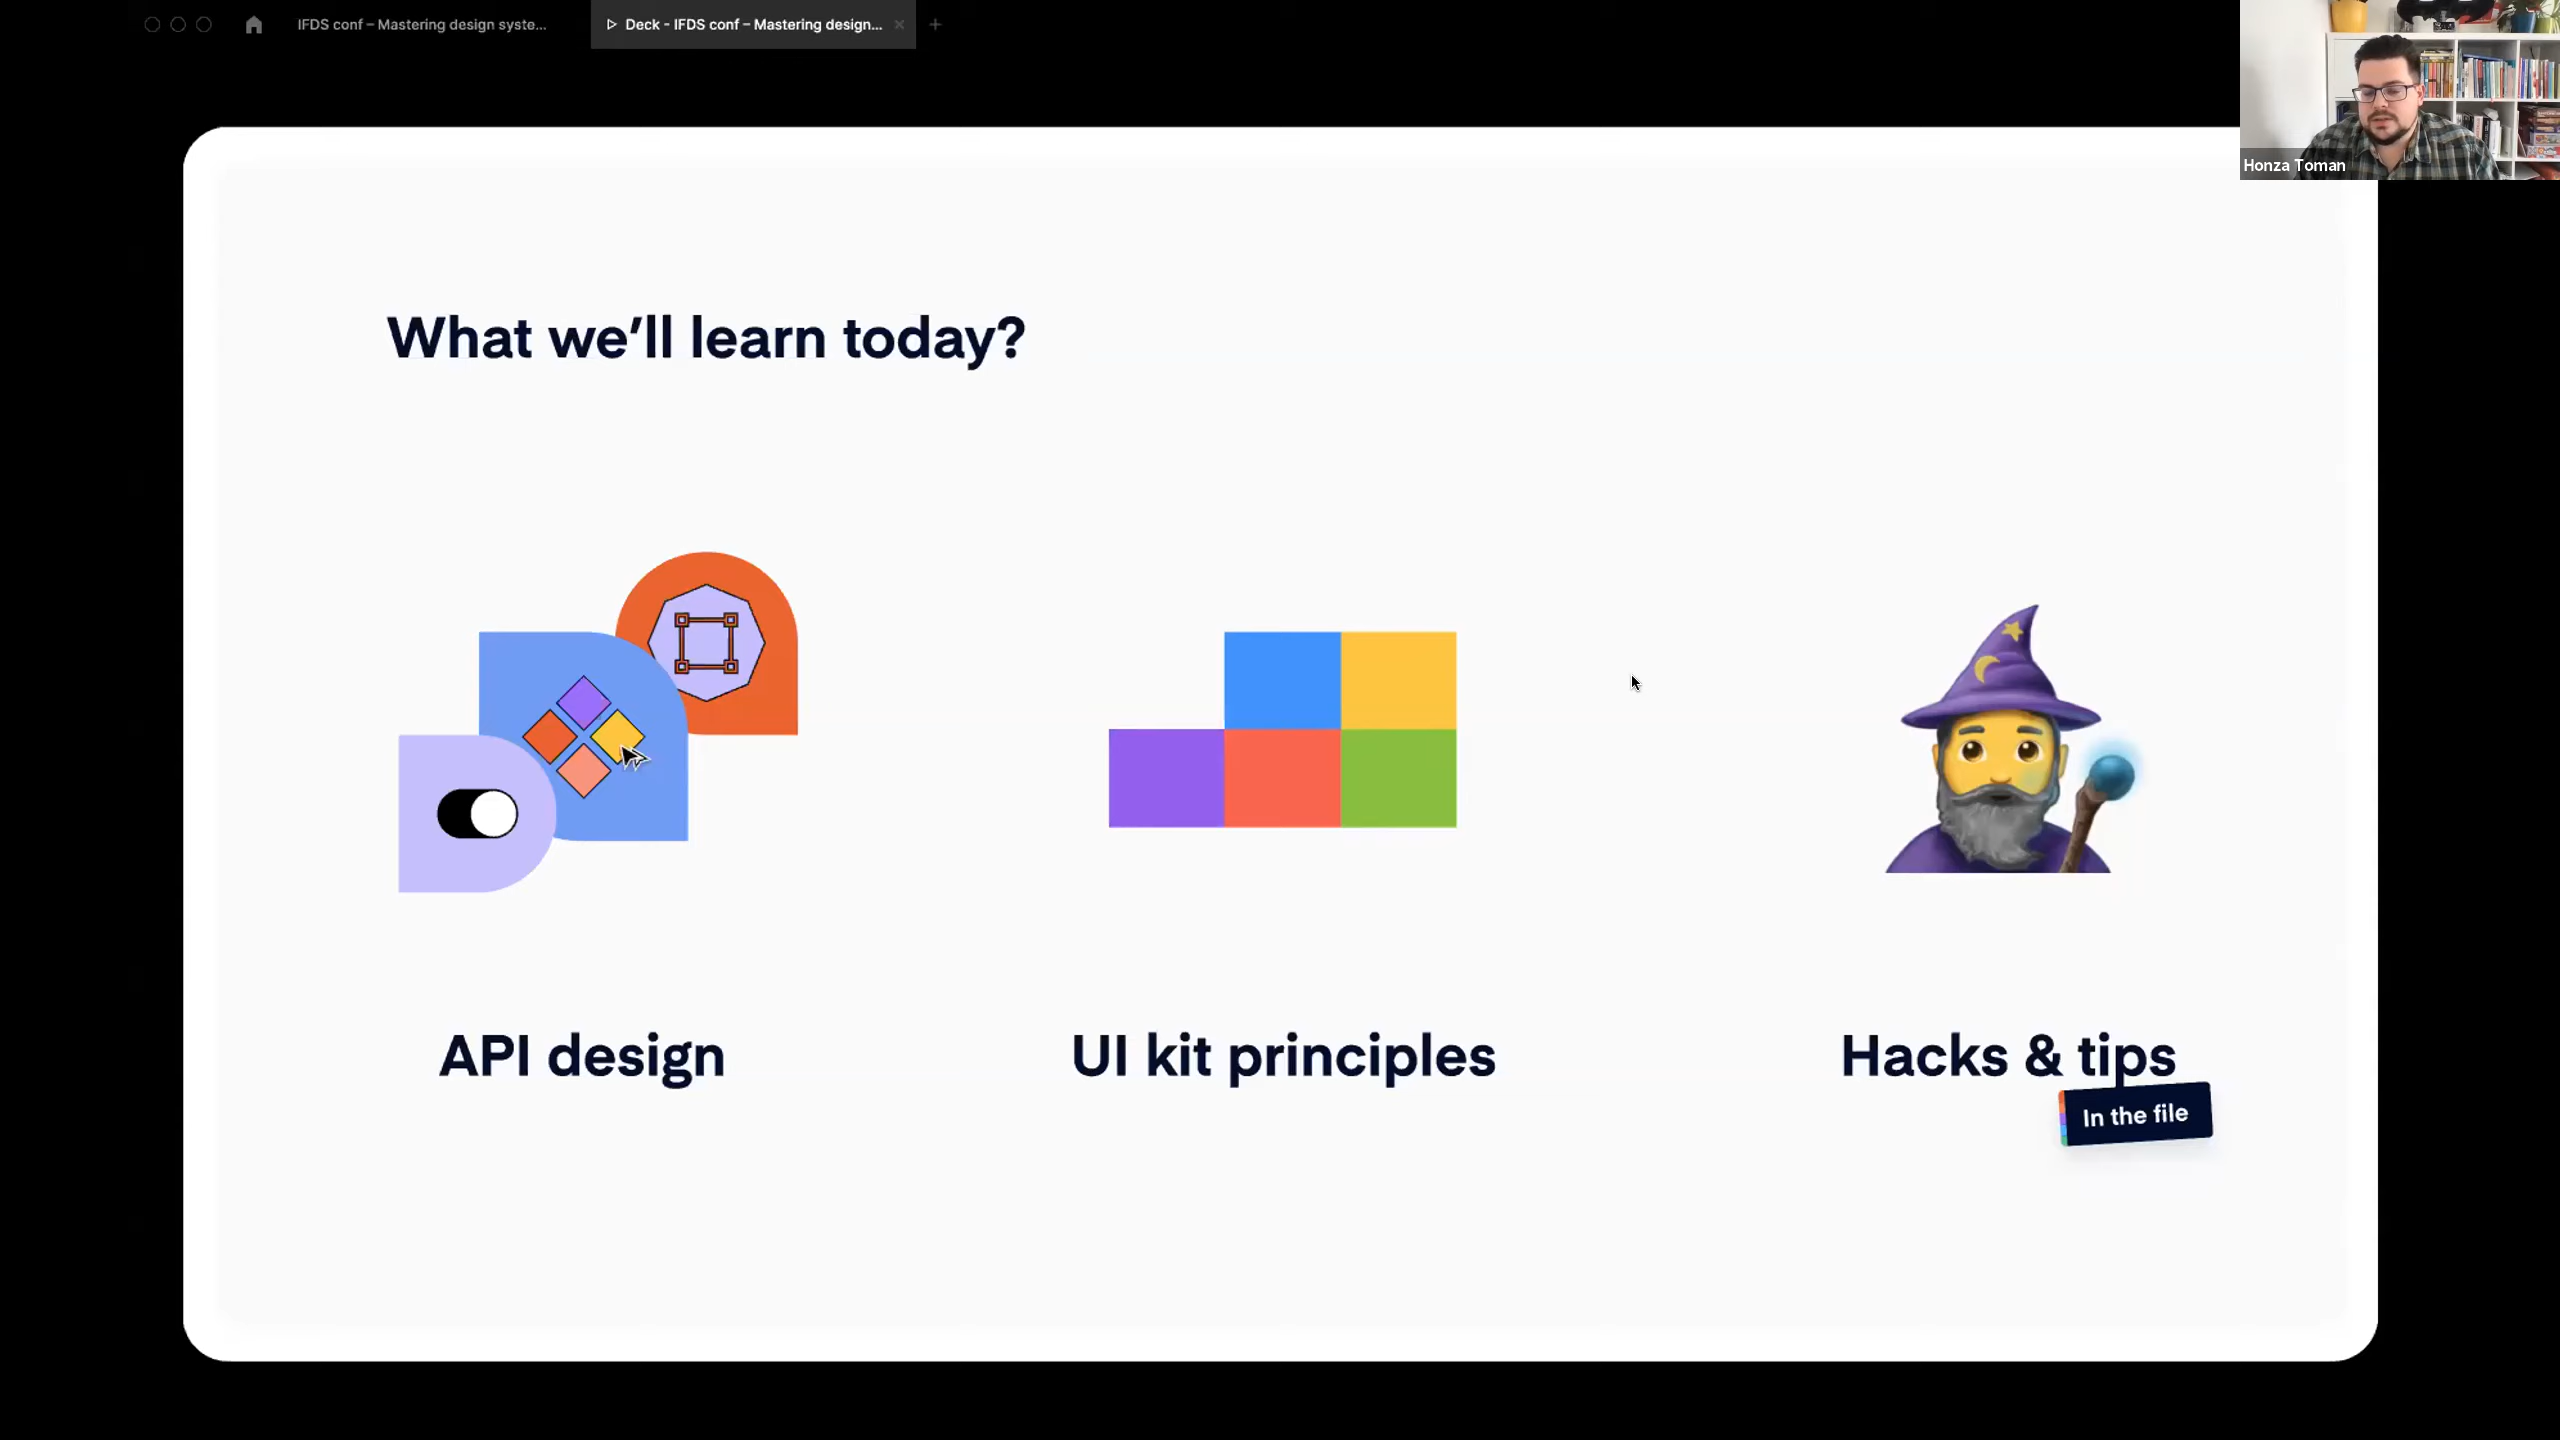 IFDS conf – Mastering design syste...
Deck - IFDS conf – Mastering design...
Honza Toman
What we’ll learn today?
API design
UI kit principles
Hacks & tips
In the file